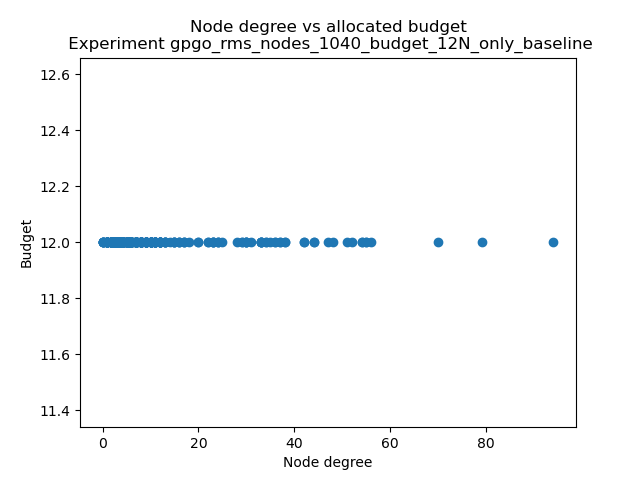 Node degree vs allocated budget
Experiment gpgo_rms_nodes_1040_budget_12N_only_baseline
12.6
12.4
12.2
12.0
11.8
11.6
11.4
Budget
0 20 40 60 80
Node degree